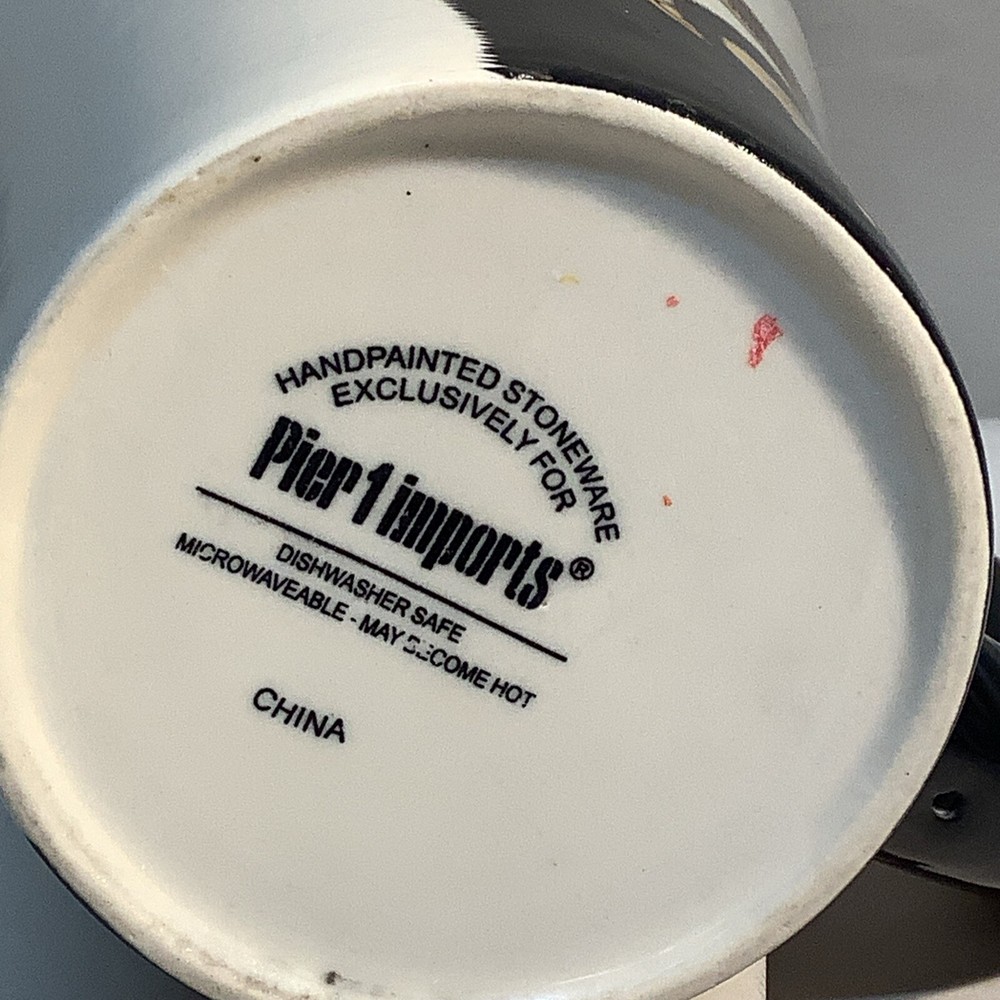 HANDPAINTED STONEWARE
EXCLUSIVELY FOR
Pier 1 imports®
DISHWASHER SAFE
MICROWAVEABLE - MAY BECOME HOT
CHINA